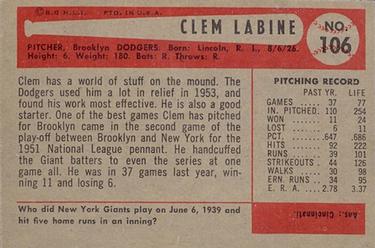 © B.G.H.L.I. PTD. IN U.S.A.
CLEM LABINE
NO.
106
PITCHER, Brooklyn DODGERS. Born: Lincoln, R. I., 8/6/26.
Height: 6. Weight: 180. Bats: R. Throws: R.
Clem has a world of stuff on the mound. The
Dodgers used him a lot in relief in 1953, and
found his work most effective. He is also a good
starter. One of the best games Clem has pitched
for Brooklyn came in the second game of the
play-off between Brooklyn and New York for the
1951 National League pennant. He handcuffed
the Giant batters to even the series at one
game all. He was in 37 games last year, win-
ning 11 and losing 6.
PITCHING RECORD
PAST YR. LIFE
GAMES 37 77
IN. PITCHED 110 254
WON 11 24
LOST 6 11
PCT. .647 .686
HITS 92 222
RUNS 39 101
STRIKEOUTS 44 126
WALKS 30 98
ERN. RUNS 34 95
E. R. A. 2.78 3.37
Who did New York Giants play on June 6, 1939 and
hit five home runs in an inning?
Ans.: Cincinnati.